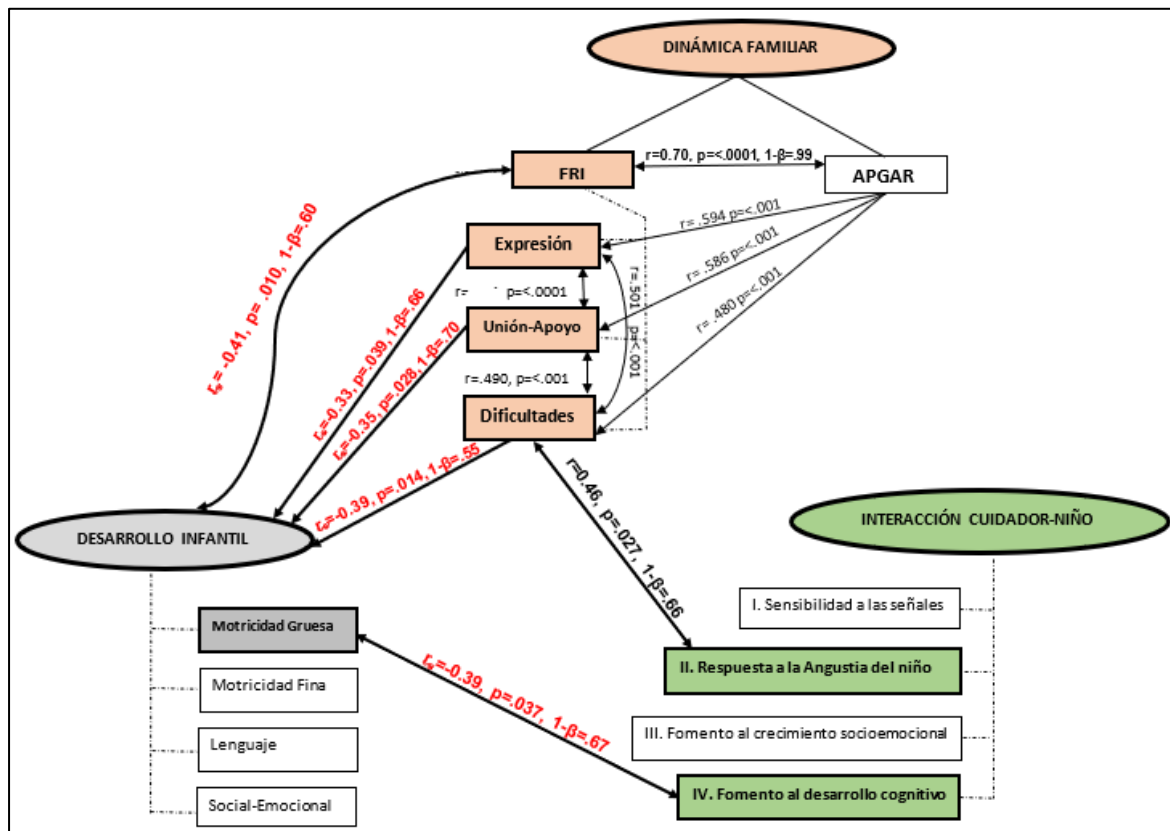 DINÁMICA FAMILIAR
r=0.70, p=<.0001, 1-β=.99
FRI
APGAR
r= .594 p=<.001
r= .586 p=<.001
r= .480 p=<.001
Expresión
r= p=<.0001
r=.501 p=<.001
Unión-Apoyo
r=.490, p=<.001
Dificultades
rs = -0.41, p= .010, 1-β=.60
rs=-0.33, p=.039, 1-β=.66
rs=-0.35, p=.028, 1-β=.70
rs=-0.39, p=.014, 1-β=.55
r=0.46, p=.027, 1-β=.66
DESARROLLO INFANTIL
INTERACCIÓN CUIDADOR-NIÑO
I. Sensibilidad a las señales
Motricidad Gruesa
II. Respuesta a la Angustia del niño
rs=-0.39, p=.037, 1-β=.67
Motricidad Fina
III. Fomento al crecimiento socioemocional
Lenguaje
IV. Fomento al desarrollo cognitivo
Social-Emocional